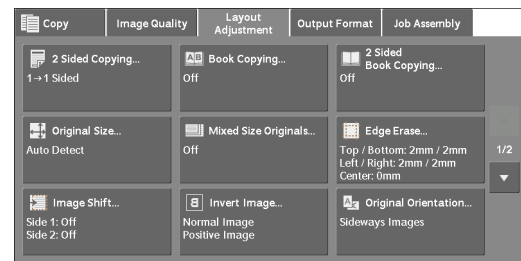 Copy
Image Quality
Layout
Adjustment
Output Format
Job Assembly
2 Sided Copying...
1→1 Sided
Book Copying...
Off
2 Sided
Book Copying...
Off
Original Size...
Auto Detect
Mixed Size Originals...
Off
Edge Erase...
Top / Bottom: 2mm / 2mm
Left / Right: 2mm / 2mm
Center: 0mm
1/2
Image Shift...
Side 1: Off
Side 2: Off
Invert Image...
Normal Image
Positive Image
Original Orientation...
Sideways Images